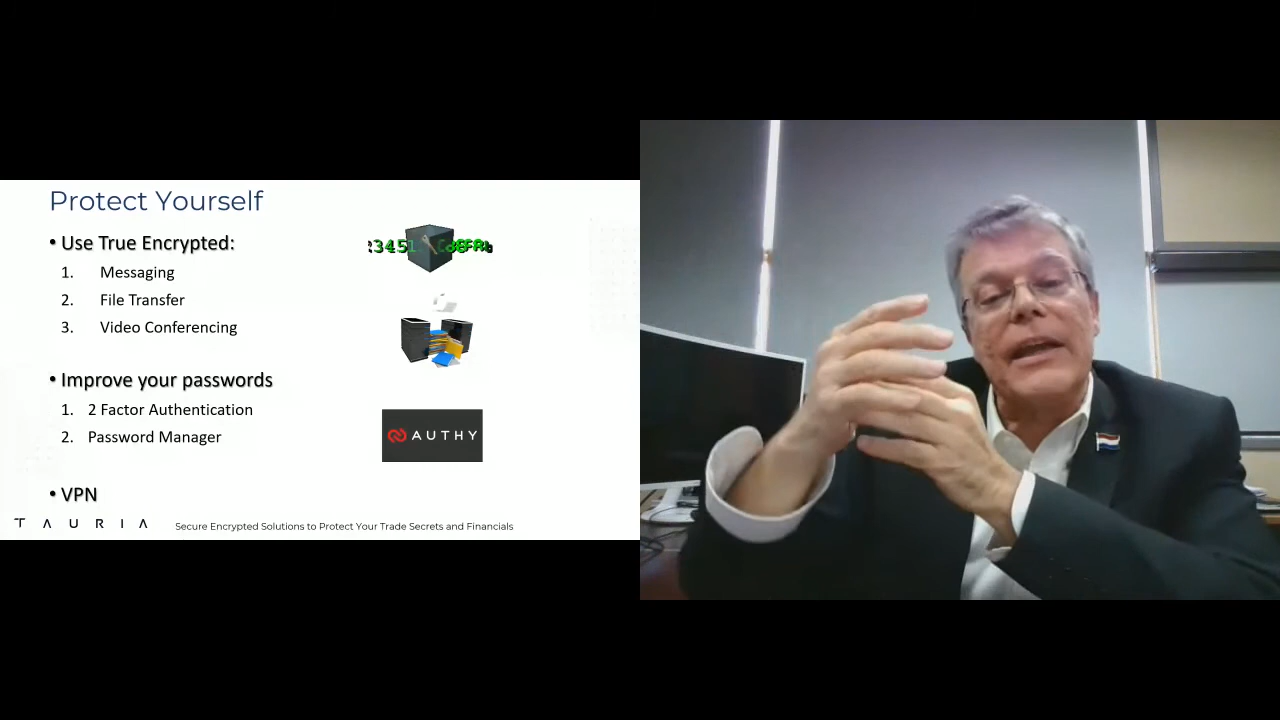 Protect Yourself
• Use True Encrypted:
1. Messaging
2. File Transfer
3. Video Conferencing
• Improve your passwords
1. 2 Factor Authentication
2. Password Manager
AUTHY
• VPN
TAURIA
Secure Encrypted Solutions to Protect Your Trade Secrets and Financials